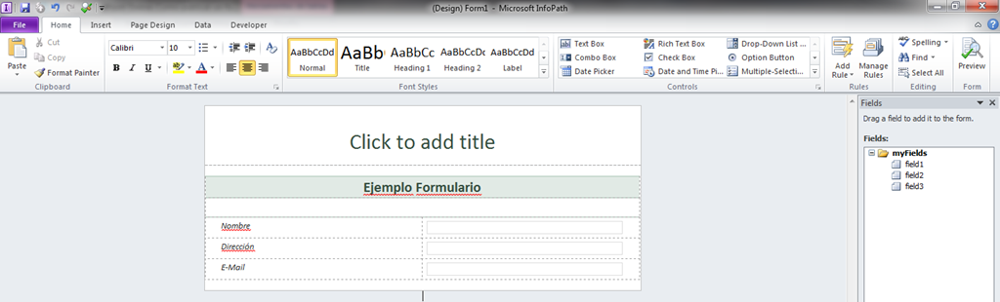 (Design) Form1 - Microsoft InfoPath
File Home Insert Page Design Data Developer
Paste
Cut
Copy
Format Painter
Clipboard
Calibri 10
B I U
Format Text
AaBbCcDd AaBb AaBbCc AaBbCcDc AaBbCcDd
Normal Title Heading 1 Heading 2 Label
Font Styles
Text Box Rich Text Box Drop-Down List ...
Combo Box Check Box Option Button
Date Picker Date and Time Pi... Multiple-Selecti...
Controls
Add Rule Manage Rules
Rules
Spelling
Find
Select All
Editing
Preview
Form
Click to add title
Ejemplo Formulario
Nombre
Dirección
E-Mail
Fields
Drag a field to add it to the form.
Fields:
myFields
field1
field2
field3